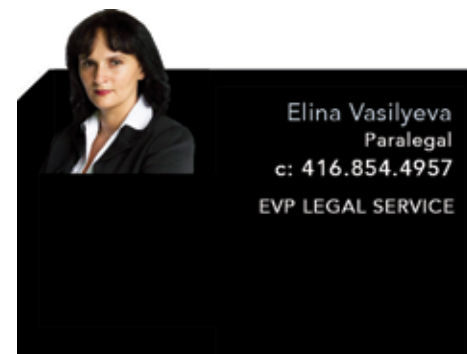 Elina Vasilyeva
Paralegal
c: 416.854.4957
EVP LEGAL SERVICE